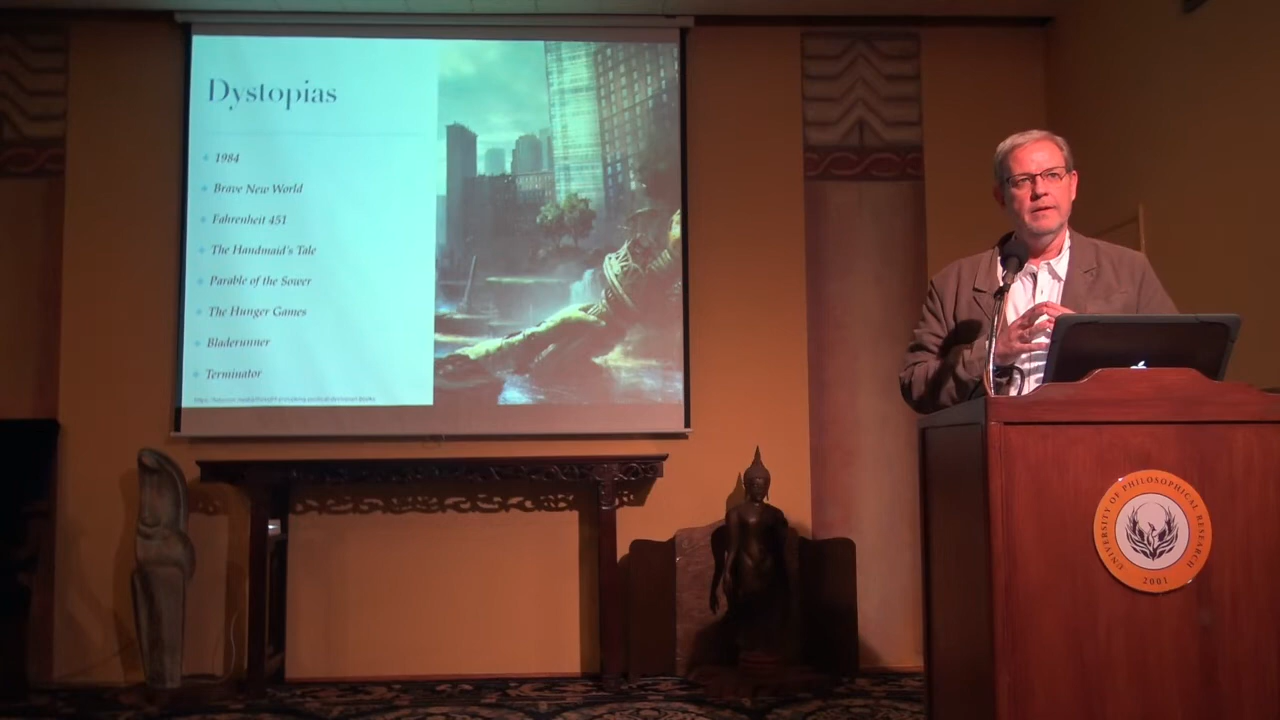 Dystopias
1984
Brave New World
Fahrenheit 451
The Handmaid's Tale
Parable of the Sower
The Hunger Games
Bladerunner
Terminator
UNIVERSITY OF PHILOSOPHICAL RESEARCH
2001